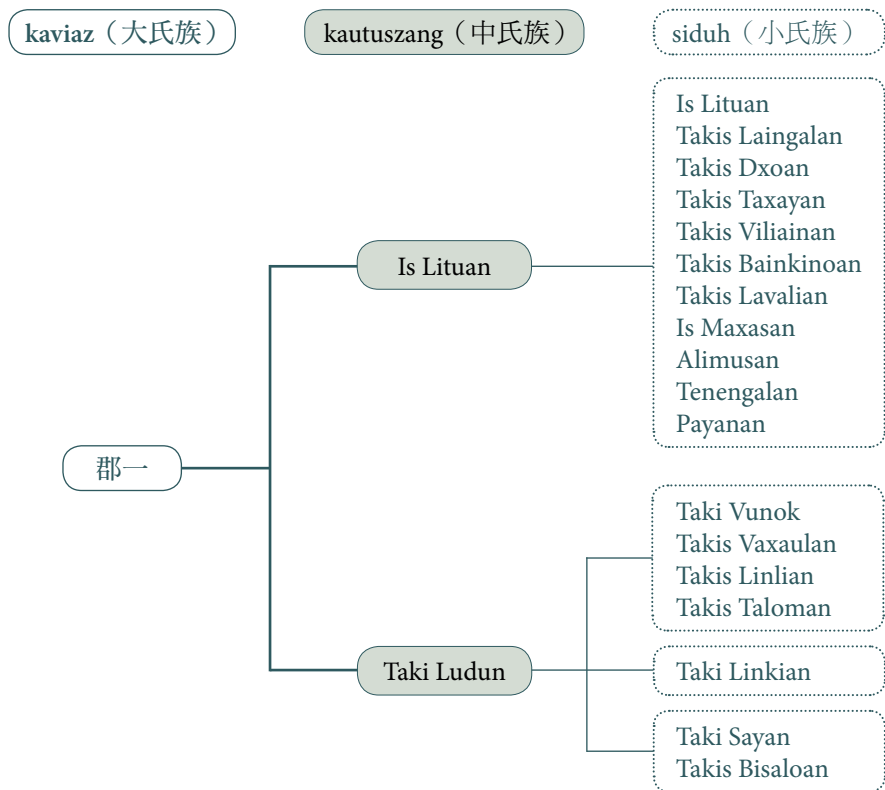 kaviaz（大氏族）
kautuszang（中氏族）
siduh（小氏族）
郡一
Is Lituan
Is Lituan
Takis Laingalan
Takis Dxoan
Takis Taxayan
Takis Viliainan
Takis Bainkinoan
Takis Lavalian
Is Maxasan
Alimusan
Tenengalan
Payanan
Taki Ludun
Taki Vunok
Takis Vaxaulan
Takis Linlian
Takis Taloman
Taki Linkian
Taki Sayan
Takis Bisaloan